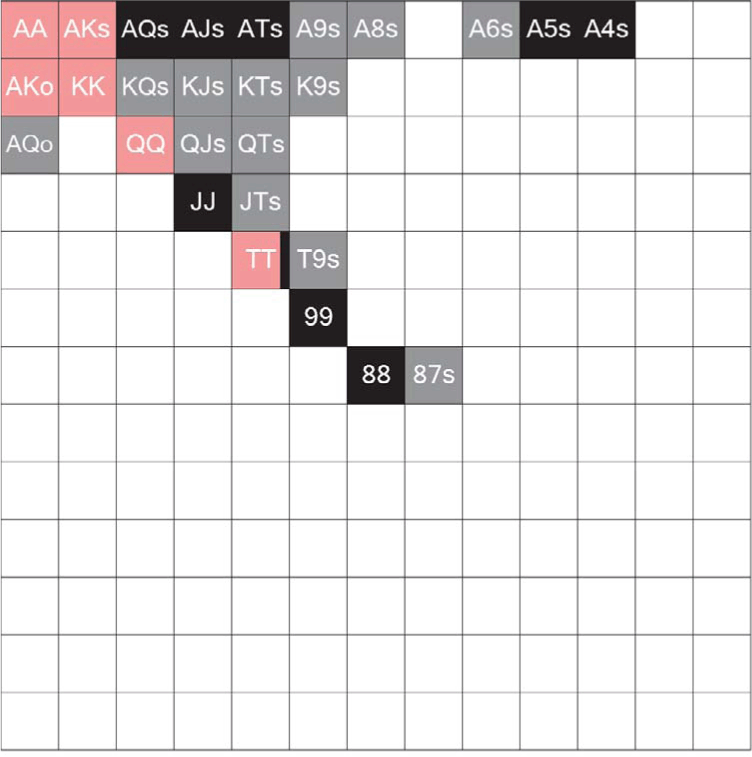 AA AKs AQs AJs ATs A9s A8s A6s A5s A4s
AKo KK KQs KJs KTs K9s
AQo QQ QJs QTs
JJ JTs
TT T9s
99
88 87s